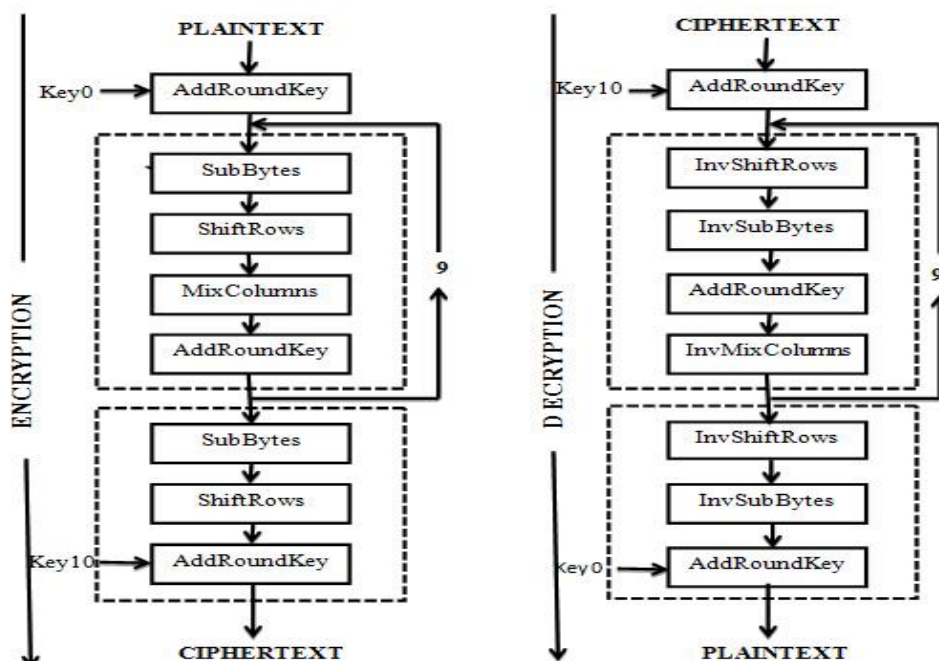 PLAINTEXT
Key0
AddRoundKey
SubBytes
ShiftRows
MixColumns
AddRoundKey
9
SubBytes
ShiftRows
Key10
AddRoundKey
CIPHERTEXT
ENCRYPTION
CIPHERTEXT
Key10
AddRoundKey
InvShiftRows
InvSubBytes
AddRoundKey
InvMixColumns
9
InvShiftRows
InvSubBytes
Key0
AddRoundKey
PLAINTEXT
DECRYPTION